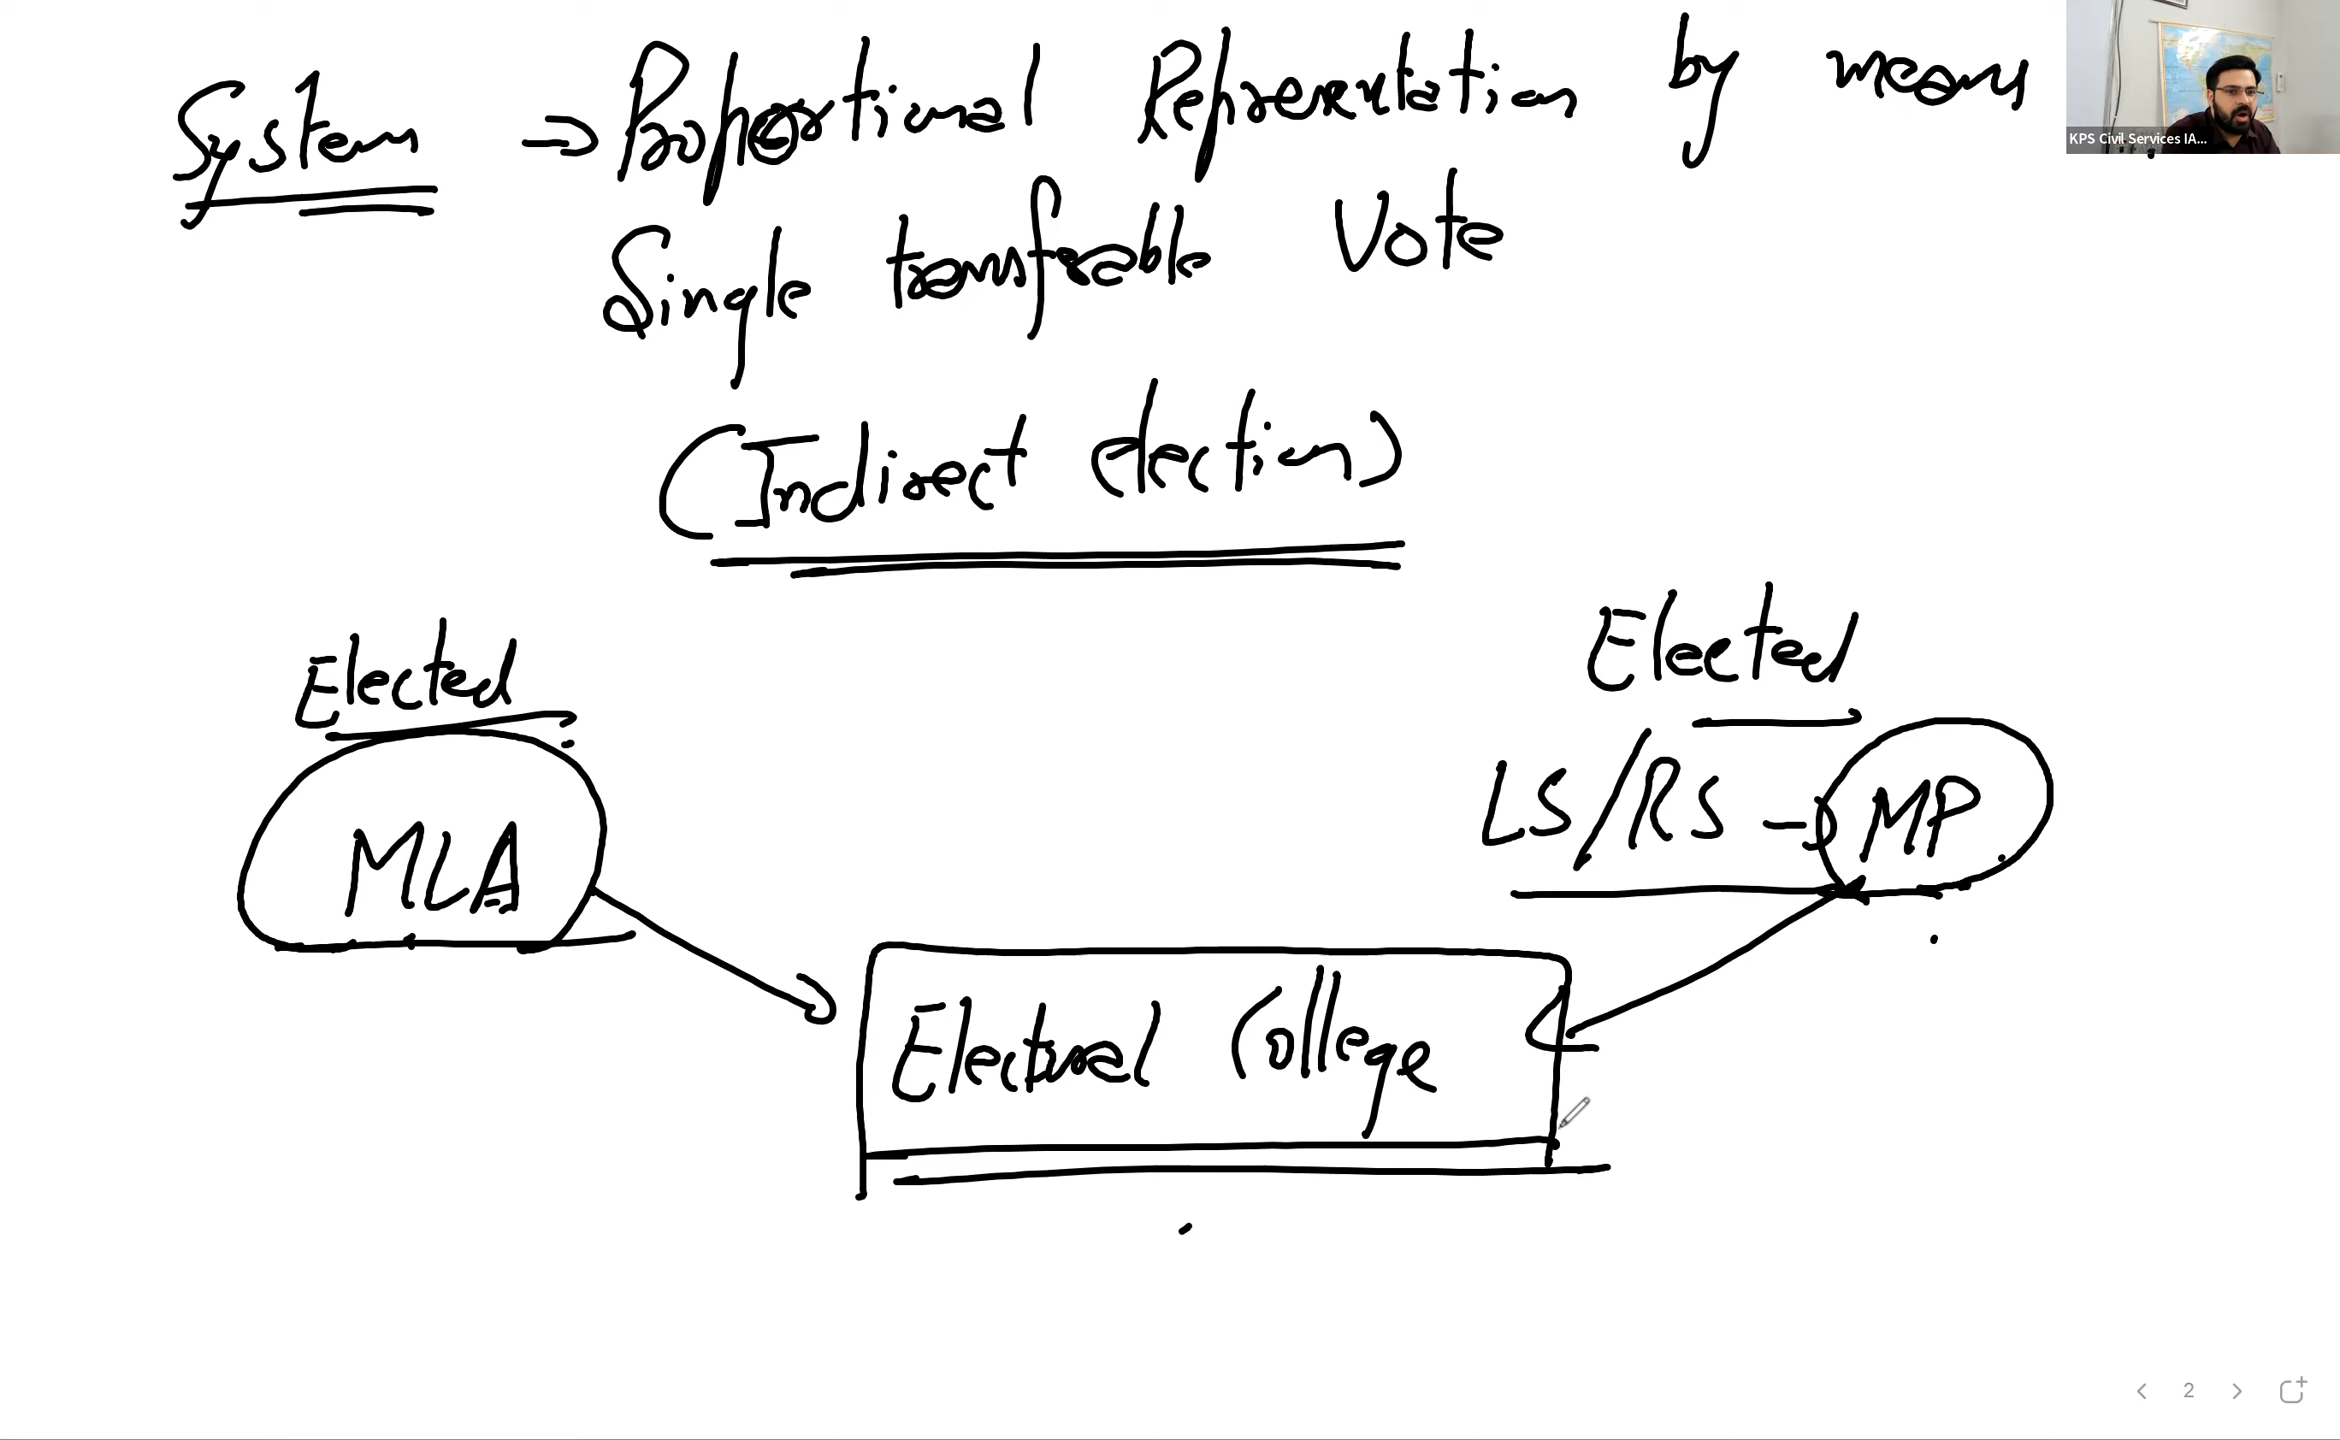 System ⇒ Proportional Representation by means
Single transferable Vote
(Indirect election)
Elected
Elected
MLA
LS/RS → MP
Electural College
KPS Civil Services IA...
2